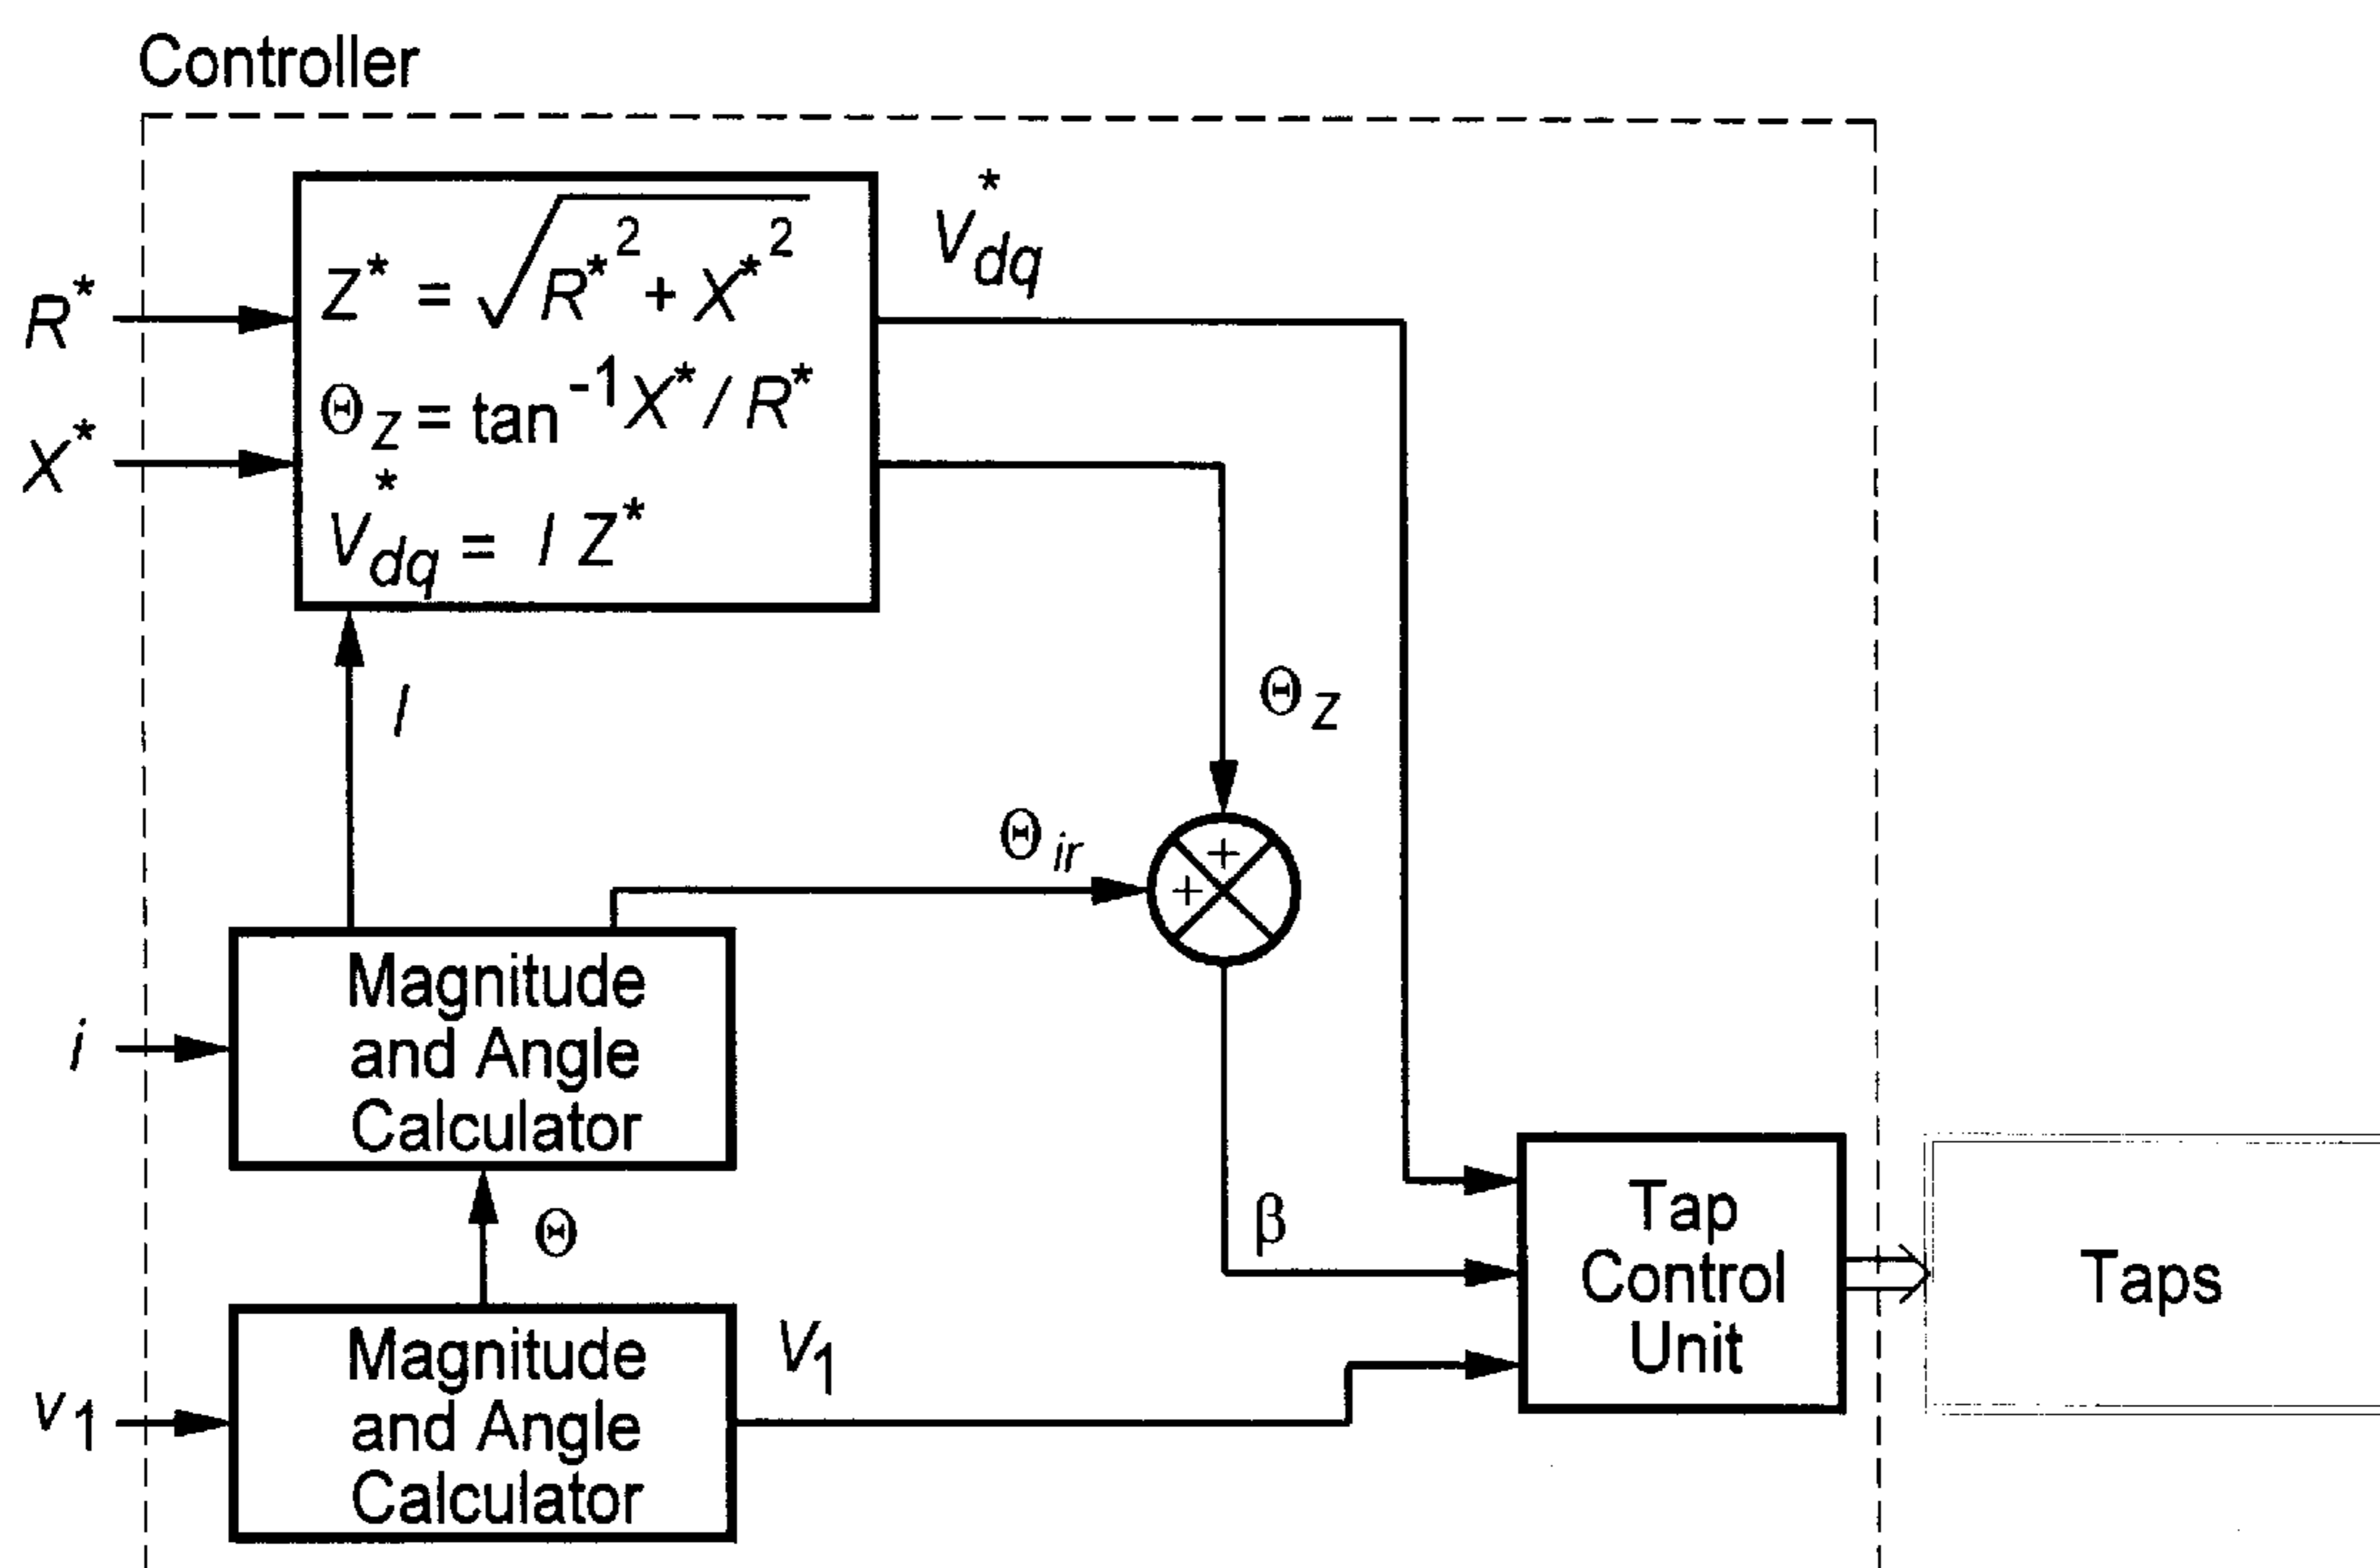 Controller
R*
X*
Z* = √R*² + X*²
Θ_Z = tan⁻¹ X* / R*
V*_dq = I Z*
V*_dq
I
Θ_Z
Θ_ir
+
+
i
Magnitude
and Angle
Calculator
Θ
β
v₁
Magnitude
and Angle
Calculator
V₁
Tap
Control
Unit
Taps